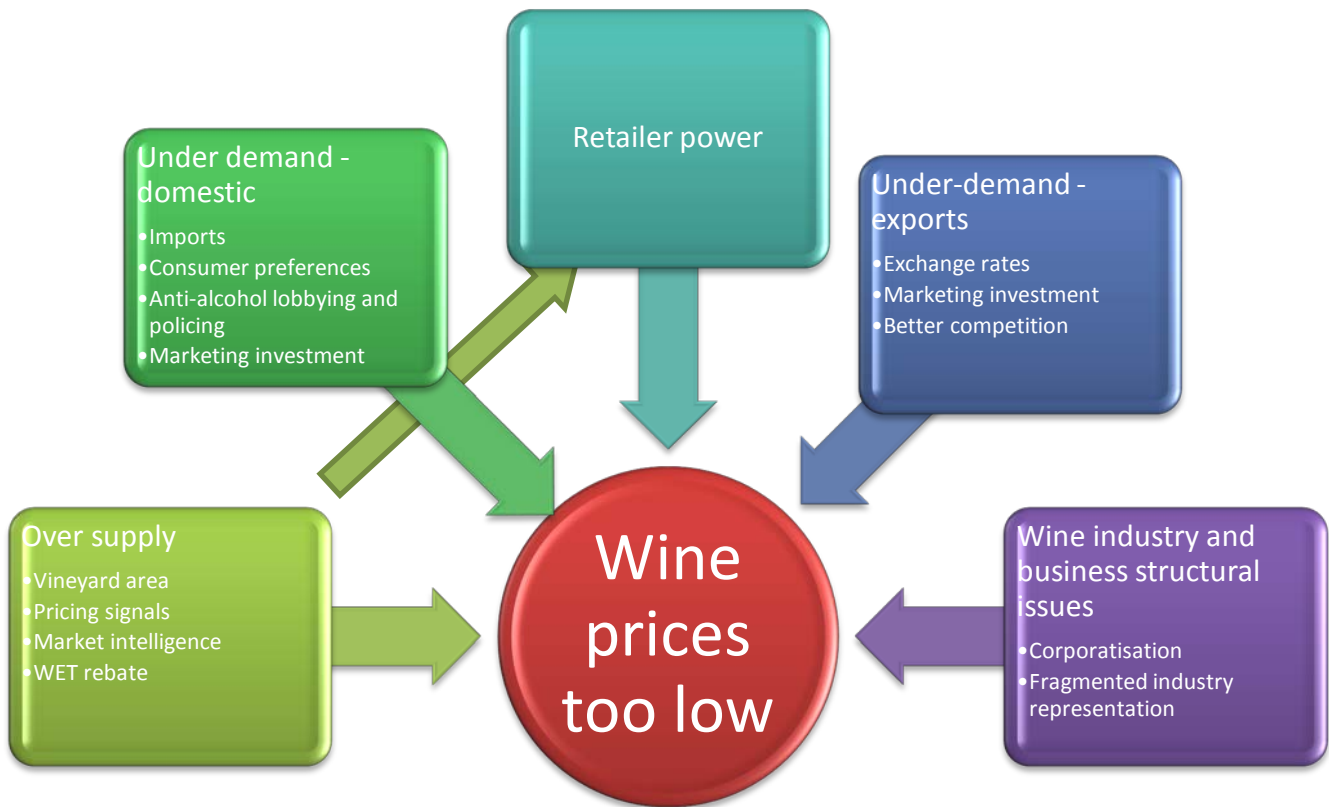 Retailer power
Under demand -
domestic
•Imports
•Consumer preferences
•Anti-alcohol lobbying and
policing
•Marketing investment
Under-demand -
exports
•Exchange rates
•Marketing investment
•Better competition
Over supply
•Vineyard area
•Pricing signals
•Market intelligence
•WET rebate
Wine
prices
too low
Wine industry and
business structural
issues
•Corporatisation
•Fragmented industry
representation